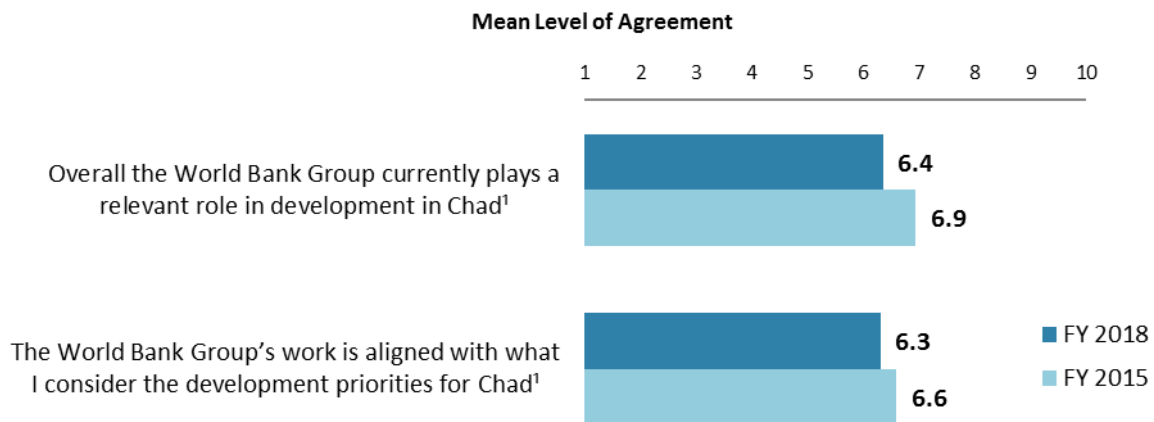 Mean Level of Agreement
1 2 3 4 5 6 7 8 9 10
Overall the World Bank Group currently plays a
relevant role in development in Chad¹
6.4
6.9
The World Bank Group’s work is aligned with what
I consider the development priorities for Chad¹
6.3
6.6
FY 2018
FY 2015